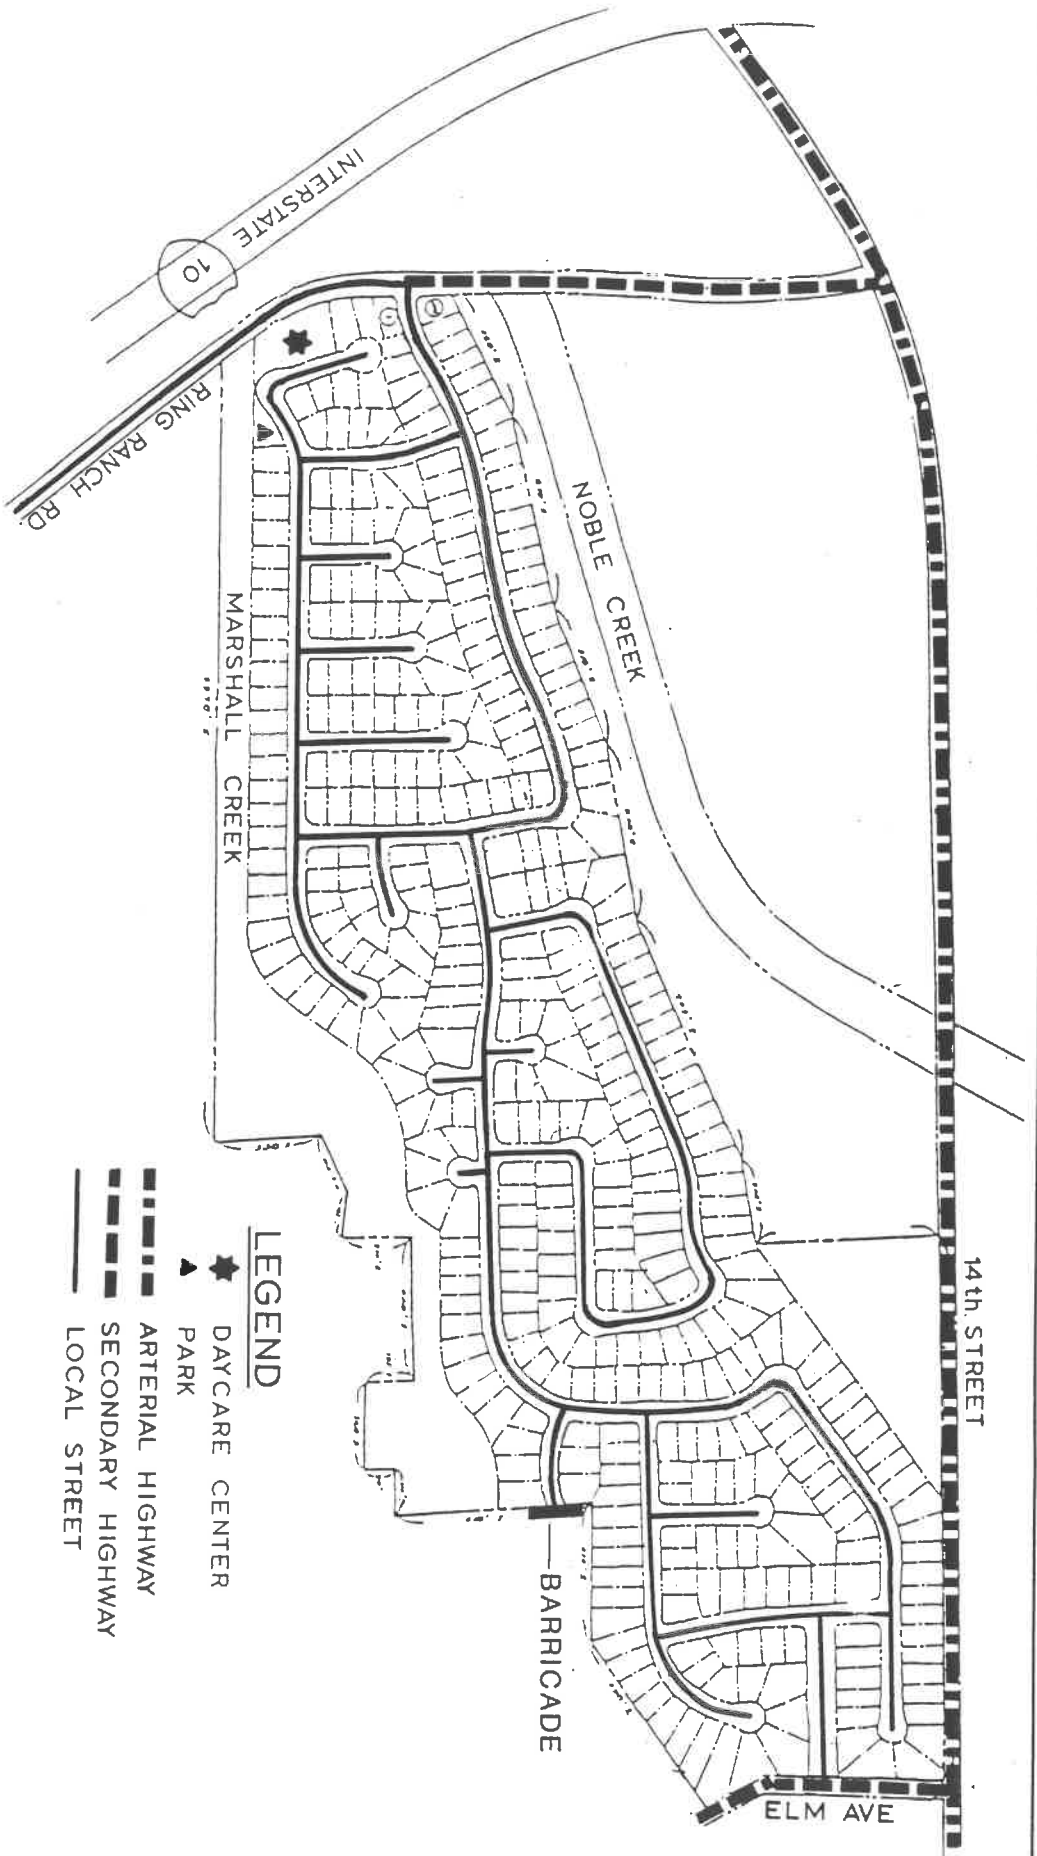 INTERSTATE
10
RING RANCH RD.
NOBLE CREEK
MARSHALL CREEK
14th. STREET
LEGEND
DAYCARE CENTER
PARK
ARTERIAL HIGHWAY
SECONDARY HIGHWAY
LOCAL STREET
BARRICADE
ELM AVE